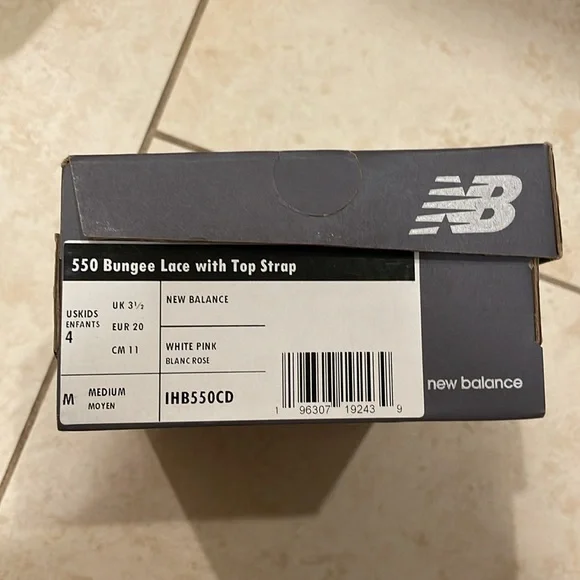 NB
550 Bungee Lace with Top Strap
USKIDS
ENFANTS
4
UK 3½
EUR 20
CM 11
NEW BALANCE
WHITE PINK
BLANC ROSE
M
MEDIUM
MOYEN
IHB550CD
1 96307 19243 9
new balance